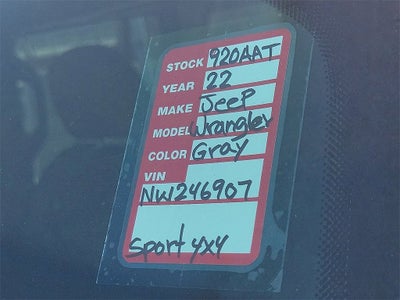 STOCK 920AAT
YEAR 22
MAKE Jeep
MODEL Wrangler
COLOR Gray
VIN
NW246907
Sport 4x4